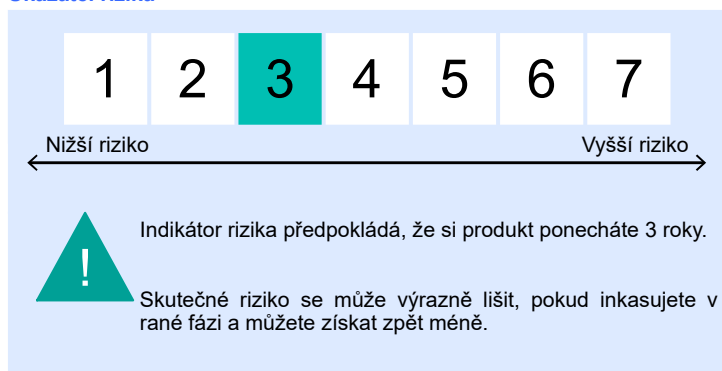 1 2 3 4 5 6 7
Nižší riziko Vyšší riziko
Indikátor rizika předpokládá, že si produkt ponecháte 3 roky.
!
Skutečné riziko se může výrazně lišit, pokud inkasujete v
rané fázi a můžete získat zpět méně.